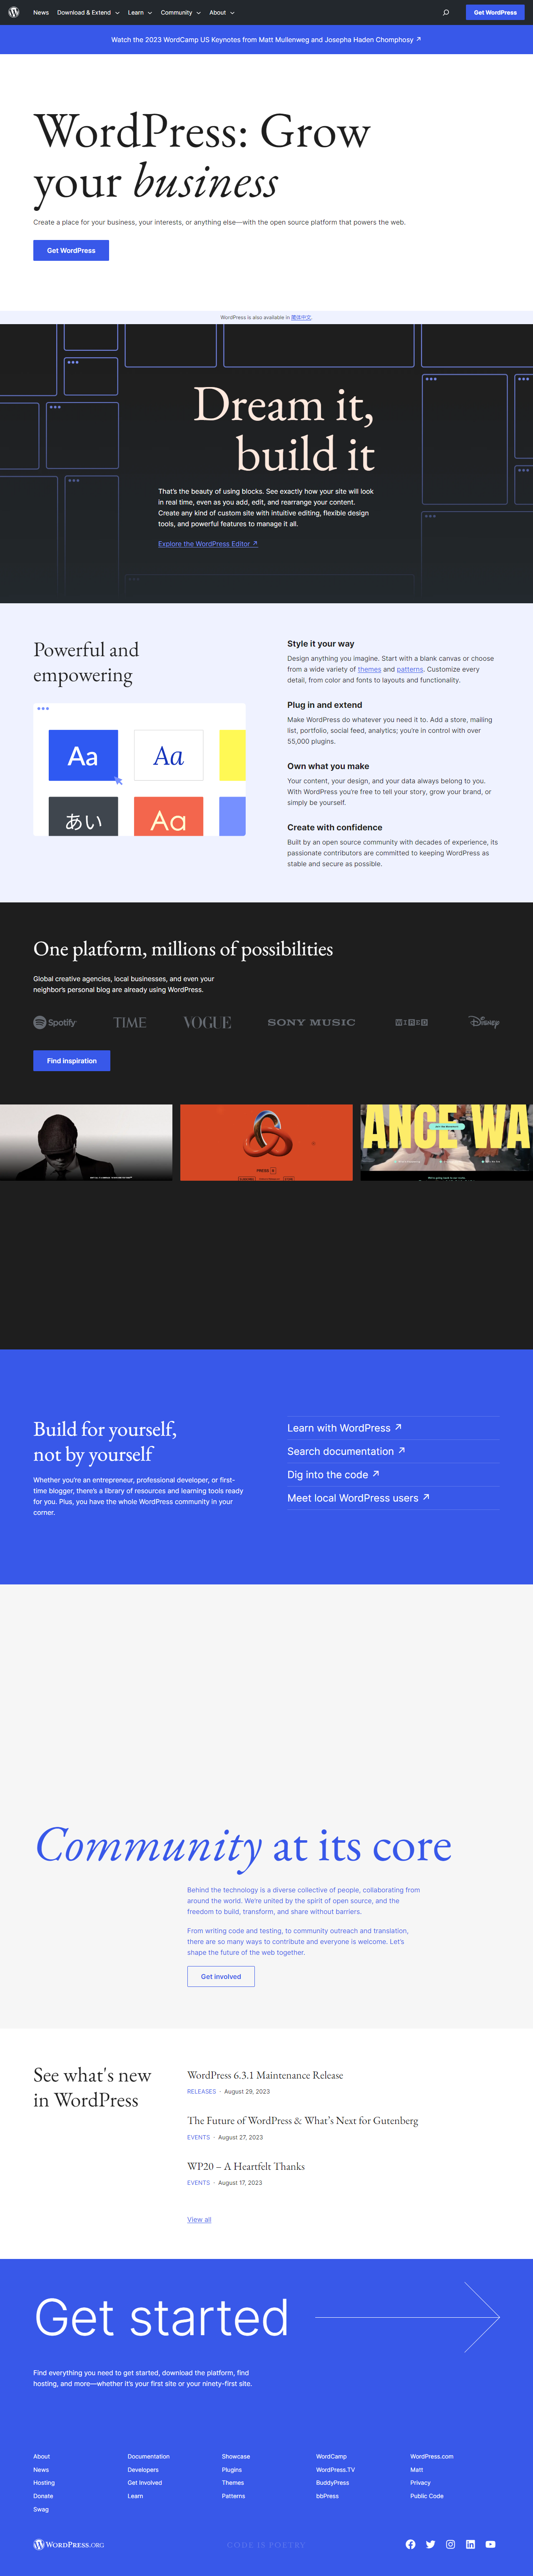 News Download & Extend Learn Community About Get WordPress
Watch the 2023 WordCamp US Keynotes from Matt Mullenweg and Josepha Haden Chomphosy ↗
WordPress: Grow
your business
Create a place for your business, your interests, or anything else—with the open source platform that powers the web.
Get WordPress
WordPress is also available in 简体中文.
Dream it,
build it
That's the beauty of using blocks. See exactly how your site will look
in real time, even as you add, edit, and rearrange your content.
Create any kind of custom site with intuitive editing, flexible design
tools, and powerful features to manage it all.
Explore the WordPress Editor ↗
Powerful and
empowering
Aa Aa
あい Aa
Style it your way
Design anything you imagine. Start with a blank canvas or choose
from a wide variety of themes and patterns. Customize every
detail, from color and fonts to layouts and functionality.
Plug in and extend
Make WordPress do whatever you need it to. Add a store, mailing
list, portfolio, social feed, analytics; you're in control with over
55,000 plugins.
Own what you make
Your content, your design, and your data always belong to you.
With WordPress you're free to tell your story, grow your brand, or
simply be yourself.
Create with confidence
Built by an open source community with decades of experience, its
passionate contributors are committed to keeping WordPress as
stable and secure as possible.
One platform, millions of possibilities
Global creative agencies, local businesses, and even your
neighbor's personal blog are already using WordPress.
Spotify TIME VOGUE SONY MUSIC WIRED Disney
Find inspiration
PRESS
ANCE WA
Build for yourself,
not by yourself
Whether you're an entrepreneur, professional developer, or first-
time blogger, there's a library of resources and learning tools ready
for you. Plus, you have the whole WordPress community in your
corner.
Learn with WordPress ↗
Search documentation ↗
Dig into the code ↗
Meet local WordPress users ↗
Community at its core
Behind the technology is a diverse collective of people, collaborating from
around the world. We're united by the spirit of open source, and the
freedom to build, transform, and share without barriers.
From writing code and testing, to community outreach and translation,
there are so many ways to contribute and everyone is welcome. Let's
shape the future of the web together.
Get involved
See what's new
in WordPress
WordPress 6.3.1 Maintenance Release
RELEASES · August 29, 2023
The Future of WordPress & What's Next for Gutenberg
EVENTS · August 27, 2023
WP20 – A Heartfelt Thanks
EVENTS · August 17, 2023
View all
Get started
Find everything you need to get started, download the platform, find
hosting, and more—whether it's your first site or your ninety-first site.
About Documentation Showcase WordCamp WordPress.com
News Developers Plugins WordPress.TV Matt
Hosting Get Involved Themes BuddyPress Privacy
Donate Learn Patterns bbPress Public Code
Swag
WordPress.org CODE IS POETRY